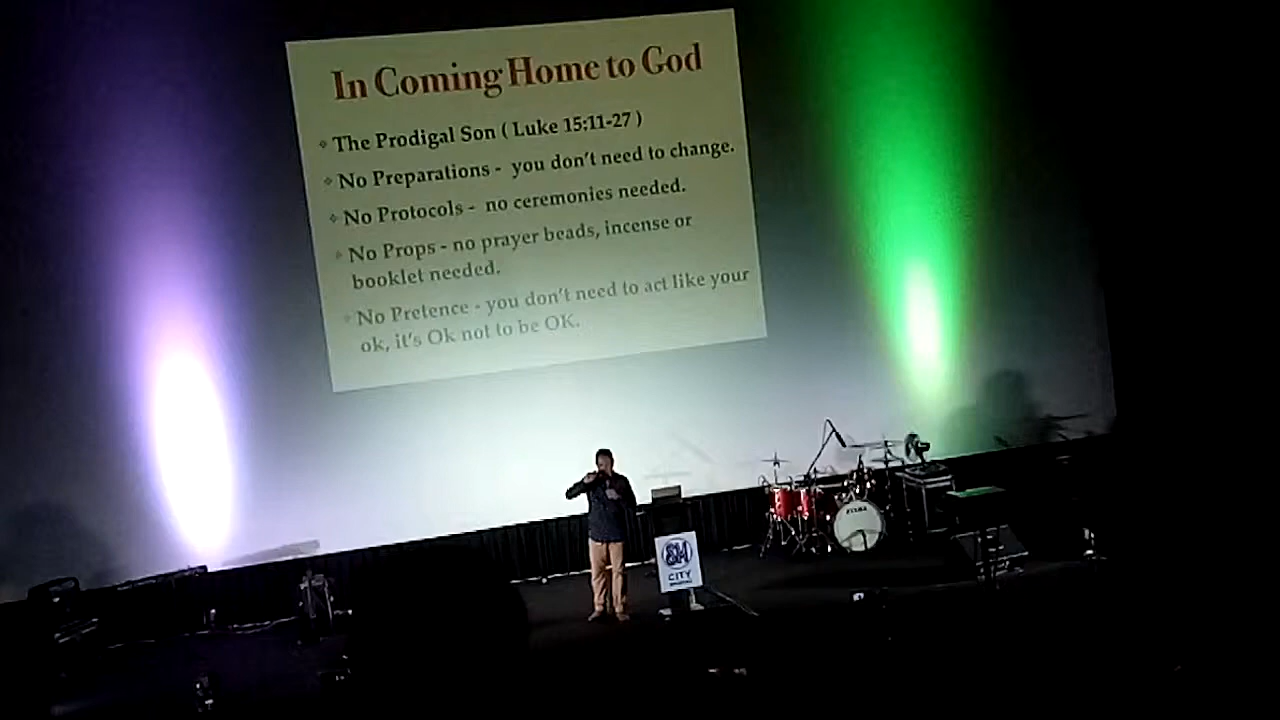 In Coming Home to God
The Prodigal Son ( Luke 15:11-27 )
No Preparations - you don't need to change.
No Protocols - no ceremonies needed.
No Props - no prayer beads, incense or
booklet needed.
No Pretence - you don't need to act like your
ok, it's Ok not to be OK.
TAMA
SM
CITY